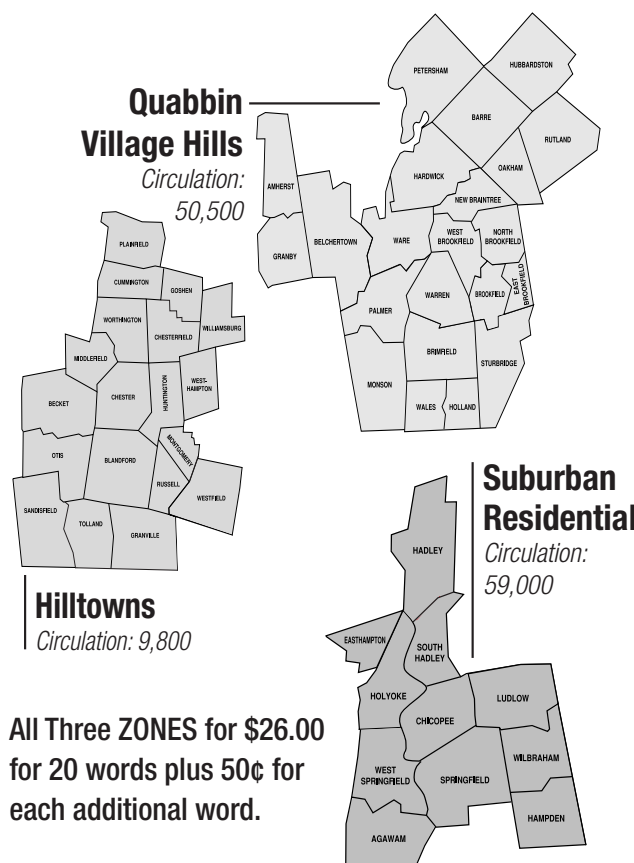 Quabbin
Village Hills
Circulation:
50,500
PETERSHAM
HUBBARDSTON
BARRE
RUTLAND
HARDWICK
OAKHAM
NEW BRAINTREE
AMHERST
BELCHERTOWN
GRANBY
WARE
WEST
BROOKFIELD
NORTH
BROOKFIELD
EAST
BROOKFIELD
BROOKFIELD
WARREN
PALMER
BRIMFIELD
STURBRIDGE
MONSON
WALES
HOLLAND
PLAINFIELD
CUMMINGTON
GOSHEN
WORTHINGTON
CHESTERFIELD
WILLIAMSBURG
MIDDLEFIELD
WEST-
HAMPTON
HUNTINGTON
CHESTER
BECKET
MONTGOMERY
OTIS
BLANDFORD
RUSSELL
WESTFIELD
SANDISFIELD
TOLLAND
GRANVILLE
Hilltowns
Circulation: 9,800
Suburban
Residential
Circulation:
59,000
HADLEY
EASTHAMPTON
SOUTH
HADLEY
HOLYOKE
CHICOPEE
LUDLOW
WILBRAHAM
WEST
SPRINGFIELD
SPRINGFIELD
HAMPDEN
AGAWAM
All Three ZONES for $26.00
for 20 words plus 50¢ for
each additional word.